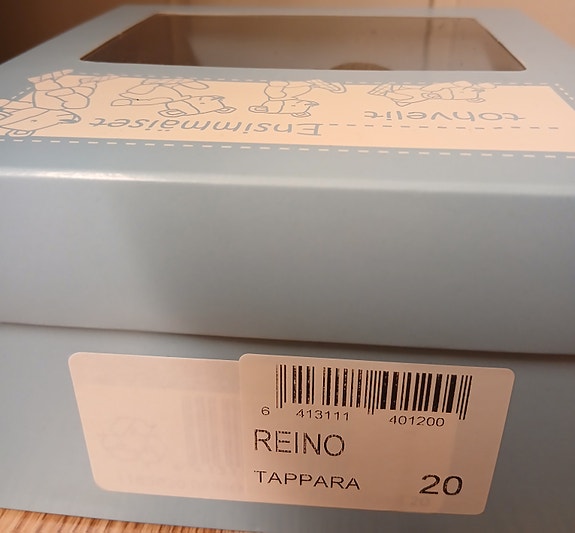 Ensimmäiset
tohvelit
6 413111 401200
REINO
TAPPARA 20